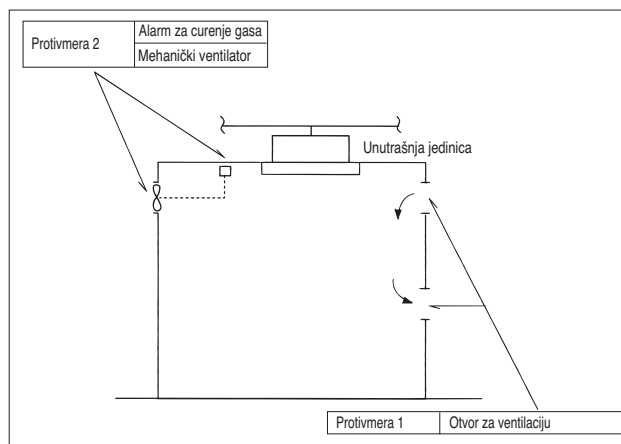 Protivmera 2
Alarm za curenje gasa
Mehanički ventilator
Unutrašnja jedinica
Protivmera 1
Otvor za ventilaciju